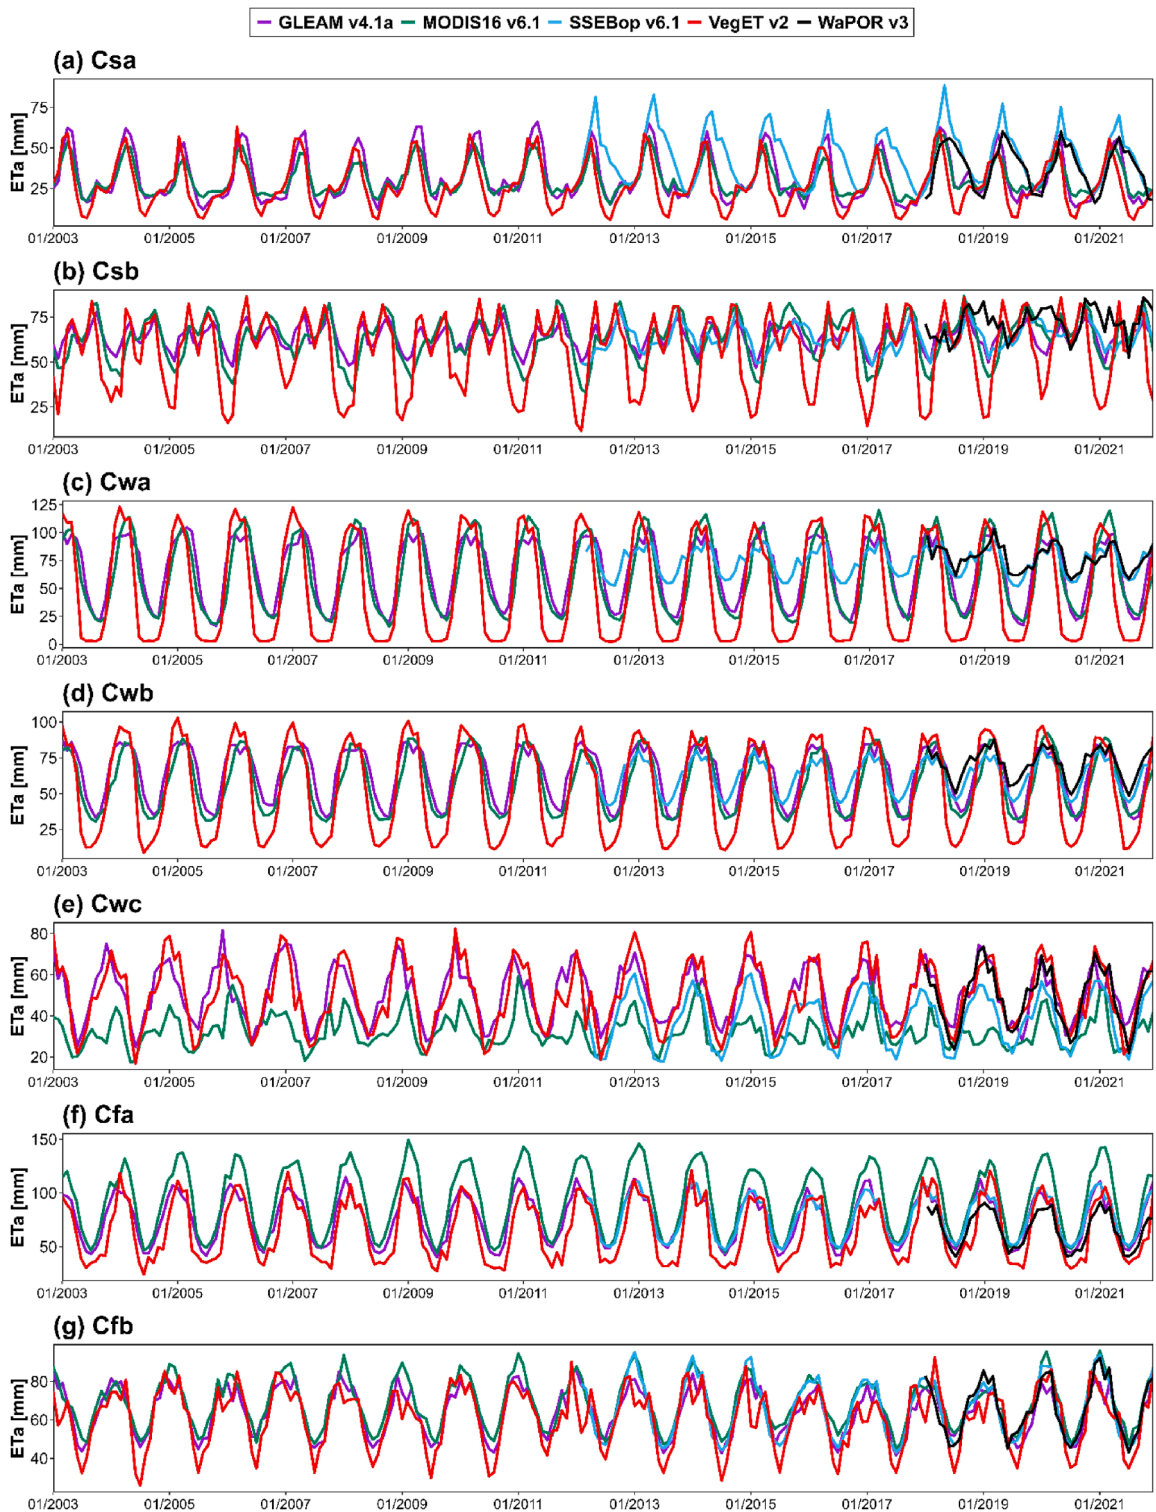 GLEAM v4.1a MODIS16 v6.1 SSEBop v6.1 VegET v2 WaPOR v3
(a) Csa
ETa [mm]
75
50
25
01/2003 01/2005 01/2007 01/2009 01/2011 01/2013 01/2015 01/2017 01/2019 01/2021
(b) Csb
ETa [mm]
75
50
25
01/2003 01/2005 01/2007 01/2009 01/2011 01/2013 01/2015 01/2017 01/2019 01/2021
(c) Cwa
ETa [mm]
125
100
75
50
25
0
01/2003 01/2005 01/2007 01/2009 01/2011 01/2013 01/2015 01/2017 01/2019 01/2021
(d) Cwb
ETa [mm]
100
75
50
25
01/2003 01/2005 01/2007 01/2009 01/2011 01/2013 01/2015 01/2017 01/2019 01/2021
(e) Cwc
ETa [mm]
80
60
40
20
01/2003 01/2005 01/2007 01/2009 01/2011 01/2013 01/2015 01/2017 01/2019 01/2021
(f) Cfa
ETa [mm]
150
100
50
01/2003 01/2005 01/2007 01/2009 01/2011 01/2013 01/2015 01/2017 01/2019 01/2021
(g) Cfb
ETa [mm]
80
60
40
01/2003 01/2005 01/2007 01/2009 01/2011 01/2013 01/2015 01/2017 01/2019 01/2021